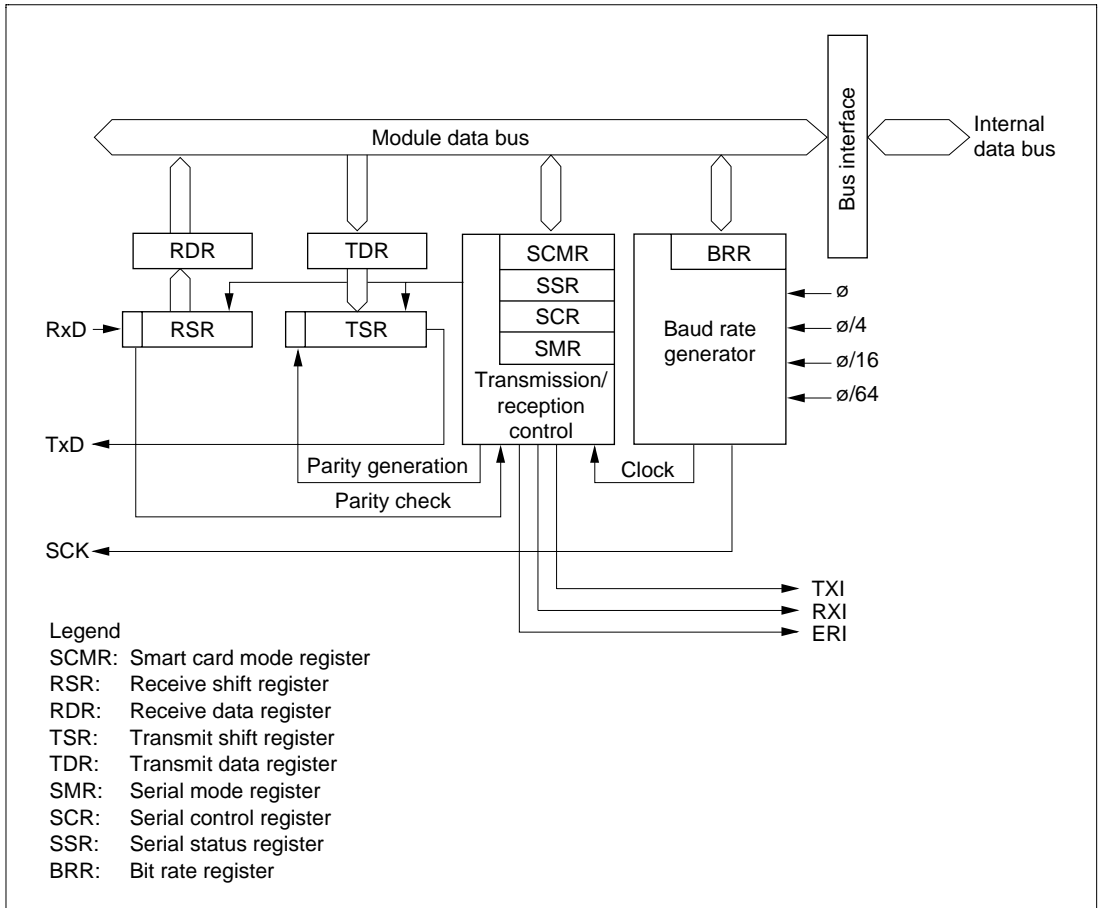 Module data bus
Bus interface
Internal
data bus
RDR
TDR
SCMR
BRR
SSR
SCR
SMR
RxD
RSR
TSR
Transmission/
reception
control
Baud rate
generator
ø
ø/4
ø/16
ø/64
TxD
Parity generation
Clock
Parity check
SCK
TXI
RXI
ERI
Legend
SCMR: Smart card mode register
RSR: Receive shift register
RDR: Receive data register
TSR: Transmit shift register
TDR: Transmit data register
SMR: Serial mode register
SCR: Serial control register
SSR: Serial status register
BRR: Bit rate register